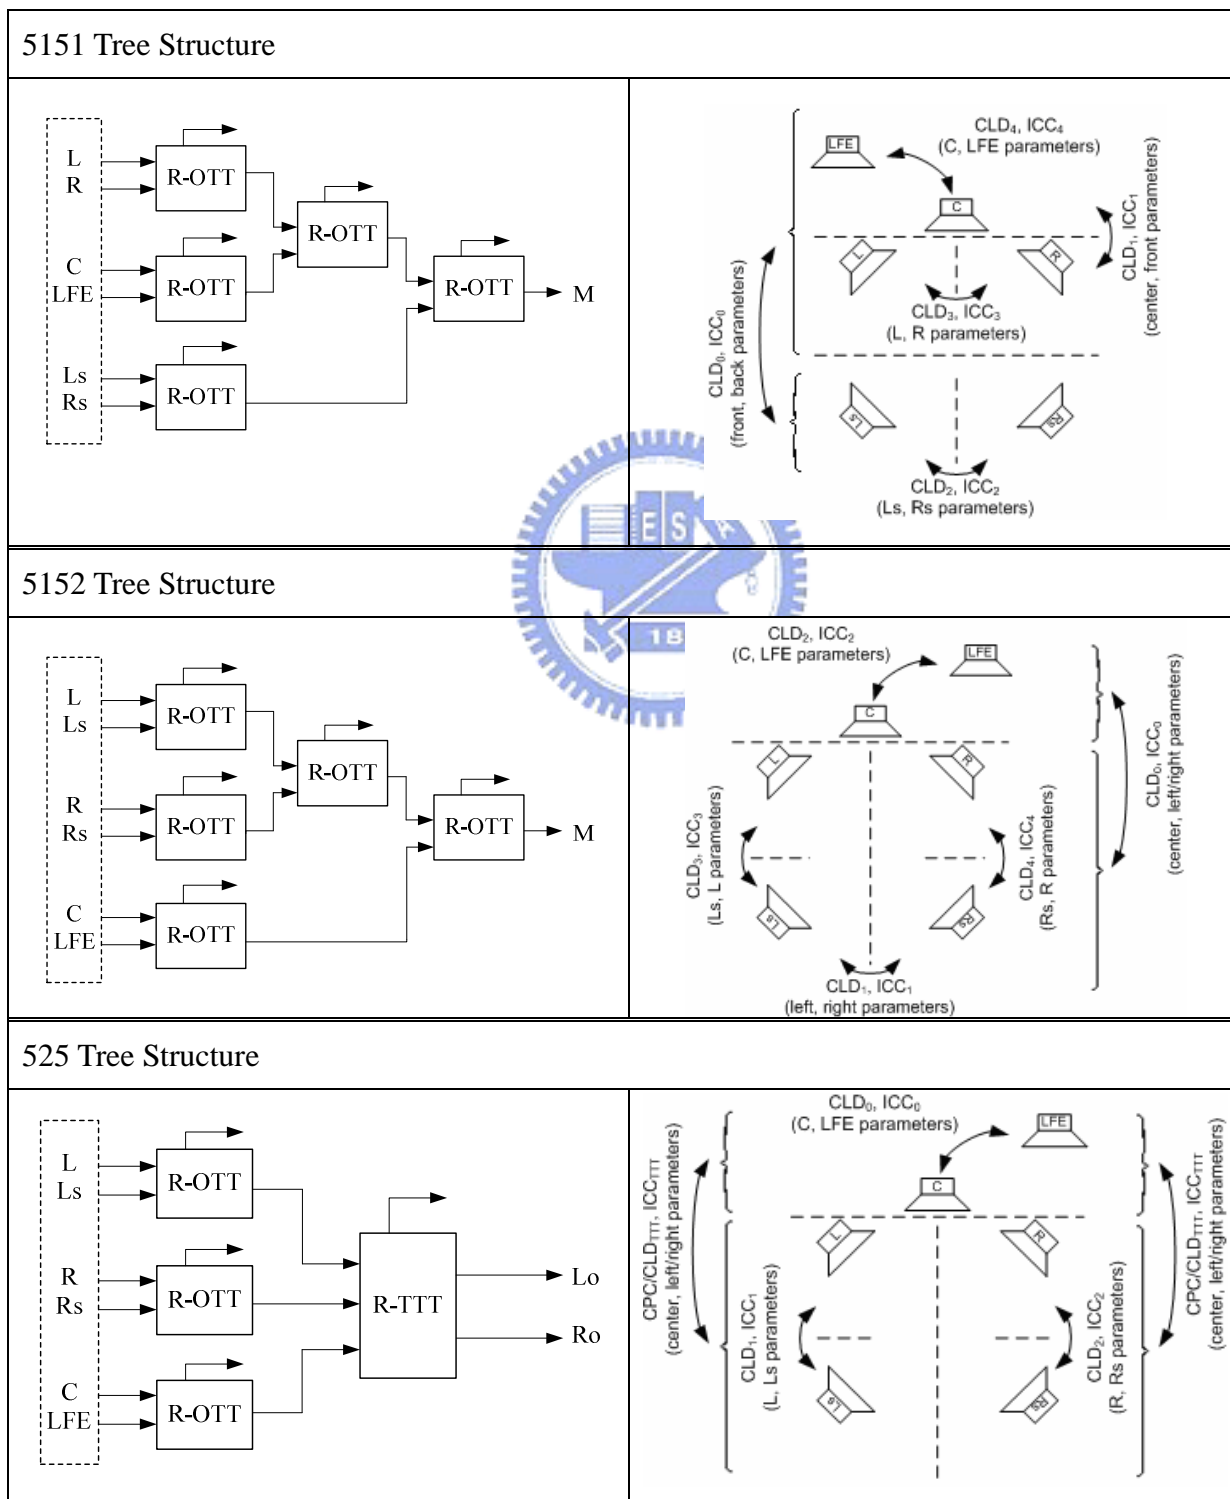 5151 Tree Structure
L
R
C
LFE
Ls
Rs
R-OTT
R-OTT
R-OTT
R-OTT
R-OTT
M
CLD₄, ICC₄
(C, LFE parameters)
LFE
C
L
R
CLD₁, ICC₁
(center, front parameters)
CLD₃, ICC₃
(L, R parameters)
CLD₀, ICC₀
(front, back parameters)
Ls
Rs
CLD₂, ICC₂
(Ls, Rs parameters)
E S A
5152 Tree Structure
18
L
Ls
R
Rs
C
LFE
R-OTT
R-OTT
R-OTT
R-OTT
R-OTT
M
CLD₂, ICC₂
(C, LFE parameters)
LFE
C
L
R
CLD₀, ICC₀
(center, left/right parameters)
CLD₃, ICC₃
(Ls, L parameters)
CLD₄, ICC₄
(Rs, R parameters)
Ls
Rs
CLD₁, ICC₁
(left, right parameters)
525 Tree Structure
L
Ls
R
Rs
C
LFE
R-OTT
R-OTT
R-OTT
R-TTT
Lo
Ro
CLD₀, ICC₀
(C, LFE parameters)
LFE
C
L
R
CPC/CLD_TTT, ICC_TTT
(center, left/right parameters)
CLD₁, ICC₁
(L, Ls parameters)
CLD₂, ICC₂
(R, Rs parameters)
CPC/CLD_TTT, ICC_TTT
(center, left/right parameters)
Ls
Rs